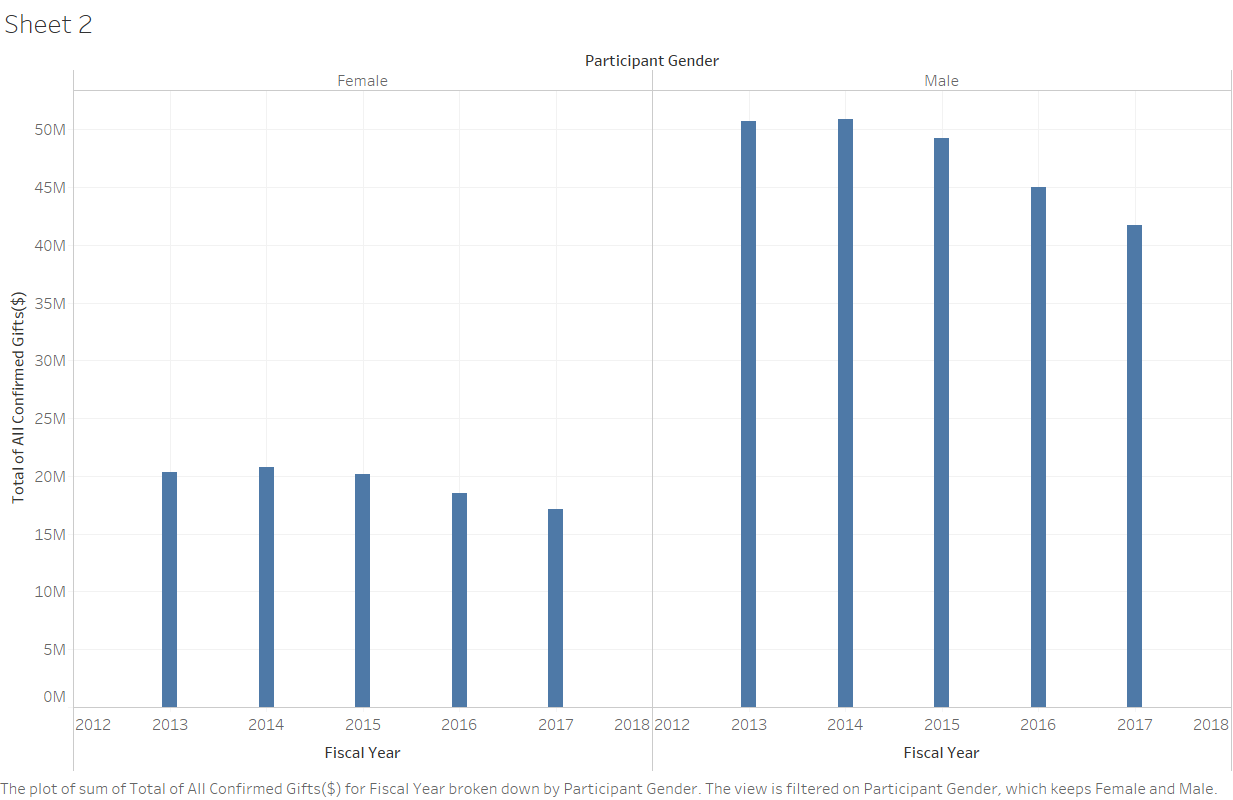 Sheet 2
Participant Gender
Female Male
Total of All Confirmed Gifts($)
50M
45M
40M
35M
30M
25M
20M
15M
10M
5M
0M
2012 2013 2014 2015 2016 2017 2018 2012 2013 2014 2015 2016 2017 2018
Fiscal Year Fiscal Year
The plot of sum of Total of All Confirmed Gifts($) for Fiscal Year broken down by Participant Gender. The view is filtered on Participant Gender, which keeps Female and Male.